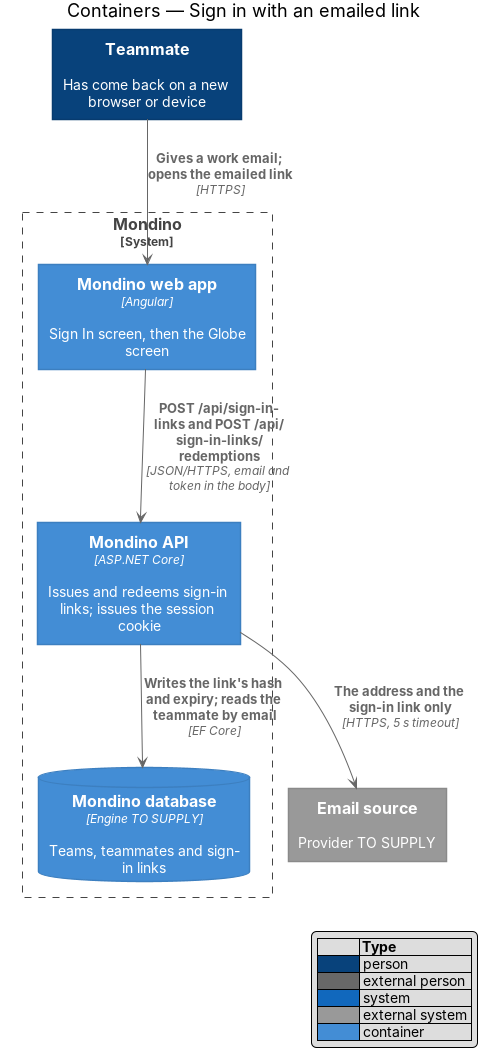 Containers — Sign in with an emailed link
Teammate
Has come back on a new
browser or device
Gives a work email;
opens the emailed link
[HTTPS]
Mondino
[System]
Mondino web app
[Angular]
Sign In screen, then the Globe
screen
POST /api/sign-in-
links and POST /api/
sign-in-links/
redemptions
[JSON/HTTPS, email and
token in the body]
Mondino API
[ASP.NET Core]
Issues and redeems sign-in
links; issues the session
cookie
Writes the link's hash
and expiry; reads the
teammate by email
[EF Core]
The address and the
sign-in link only
[HTTPS, 5 s timeout]
Mondino database
[Engine TO SUPPLY]
Teams, teammates and sign-
in links
Email source
Provider TO SUPPLY
Type
person
external person
system
external system
container